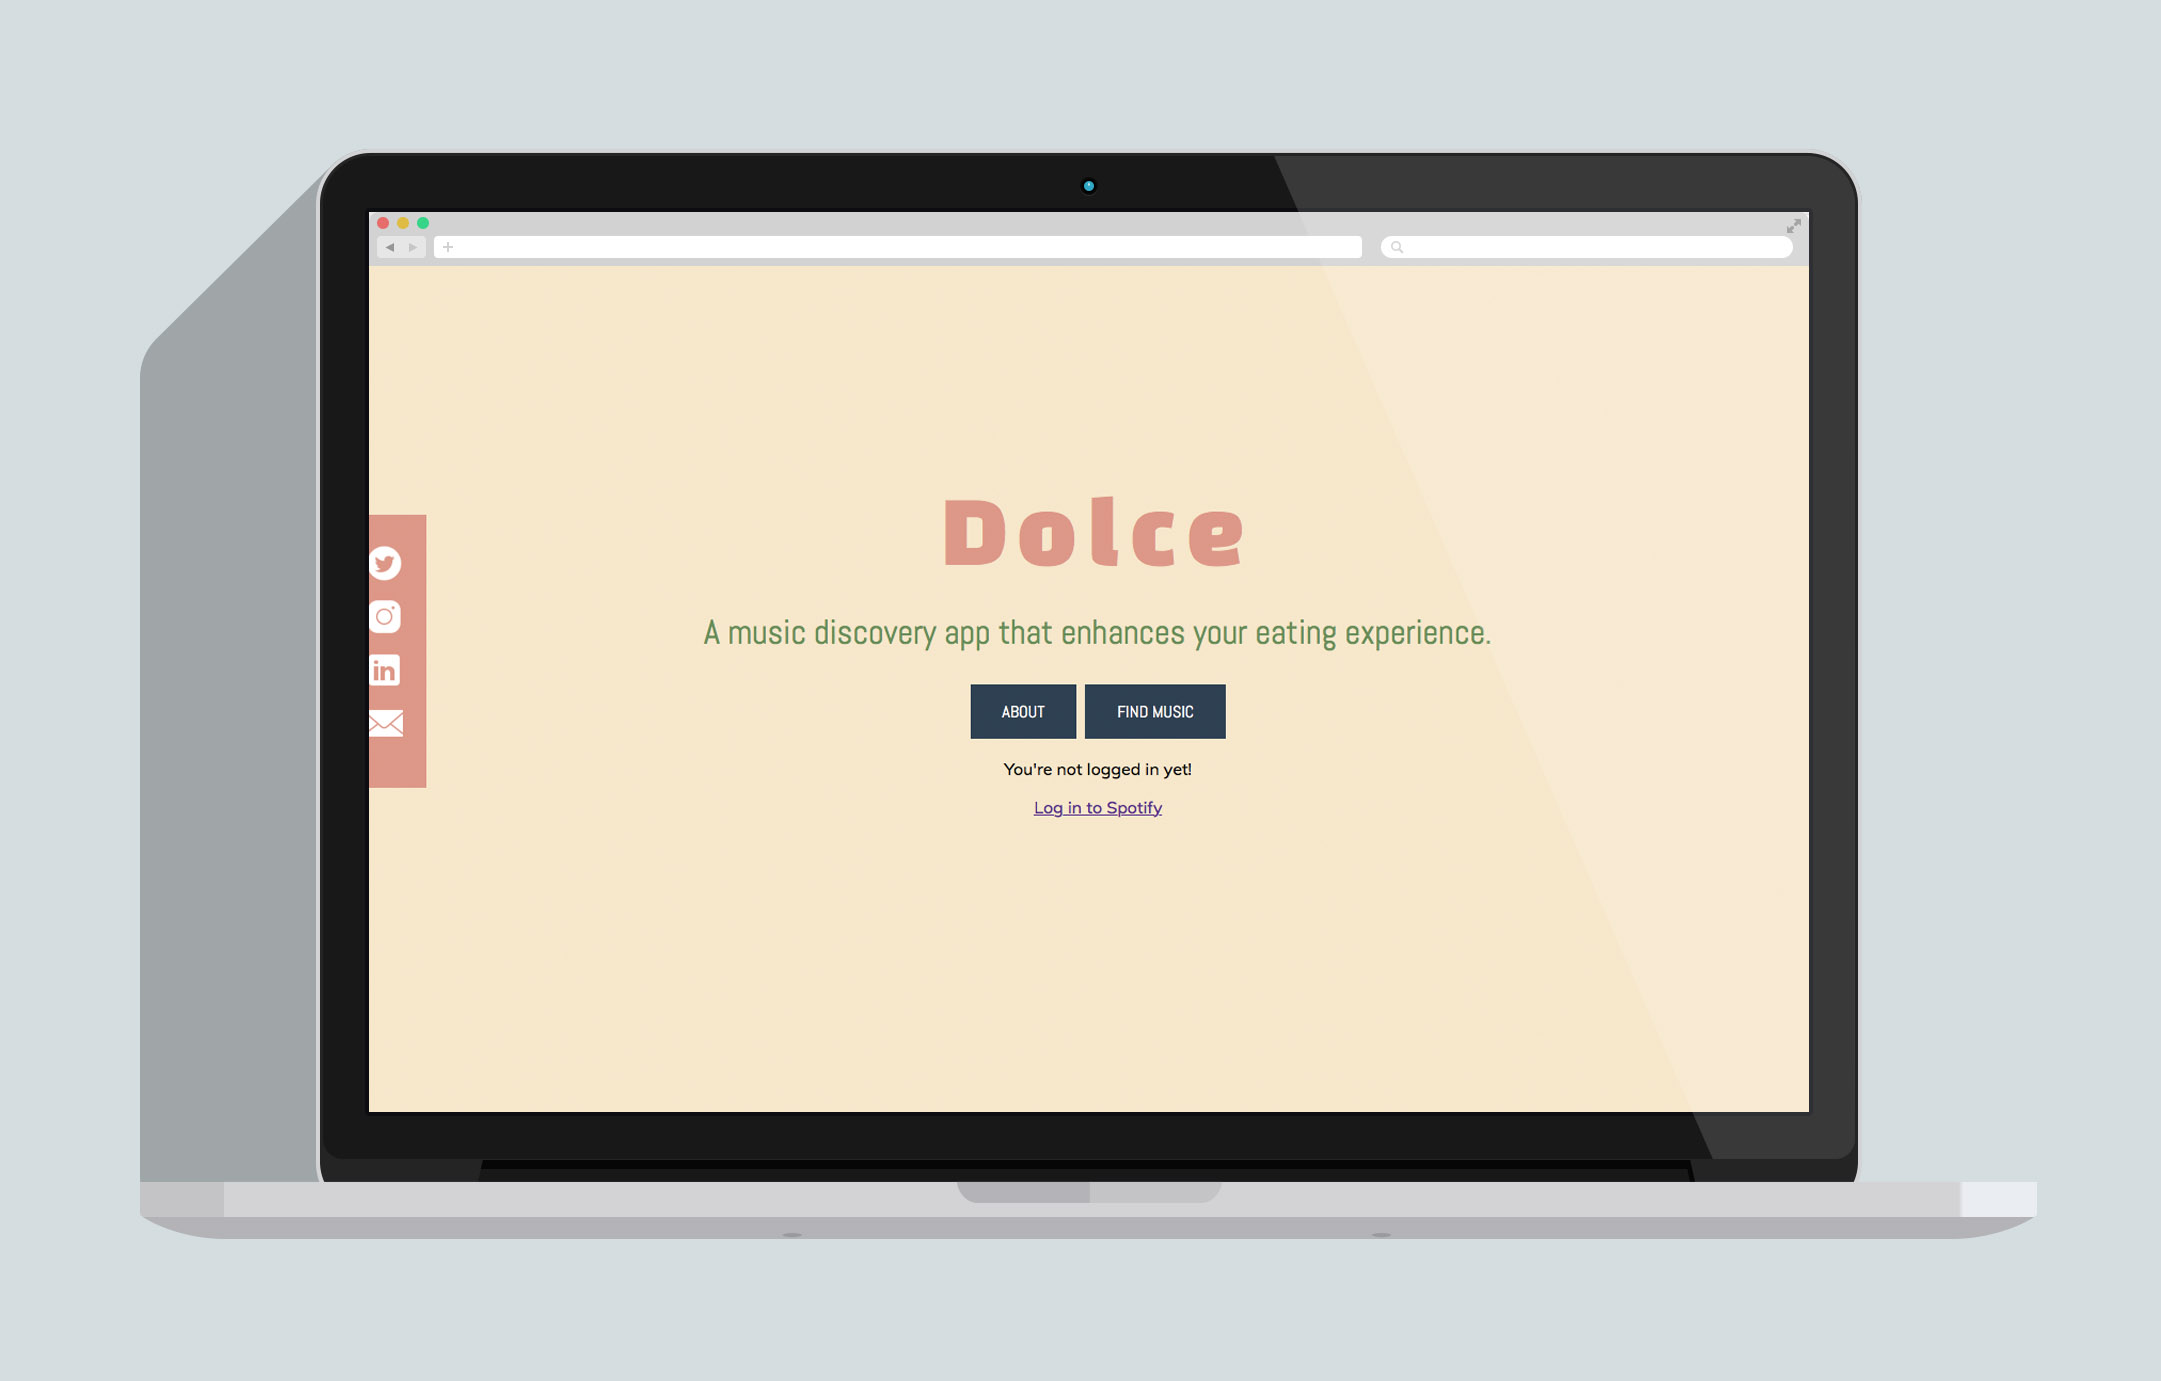 Dolce
A music discovery app that enhances your eating experience.
ABOUT
FIND MUSIC
You're not logged in yet!
Log in to Spotify
in